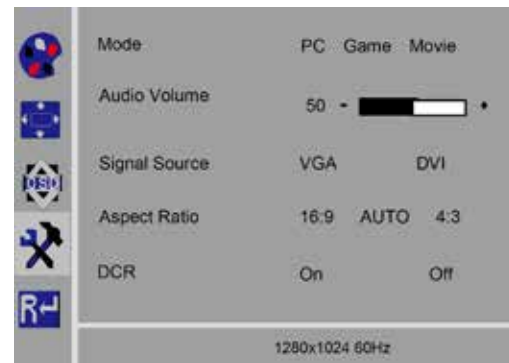 Mode PC Game Movie
Audio Volume 50 - +
Signal Source VGA DVI
OSD
Aspect Ratio 16:9 AUTO 4:3
DCR On Off
R
1280x1024 60Hz